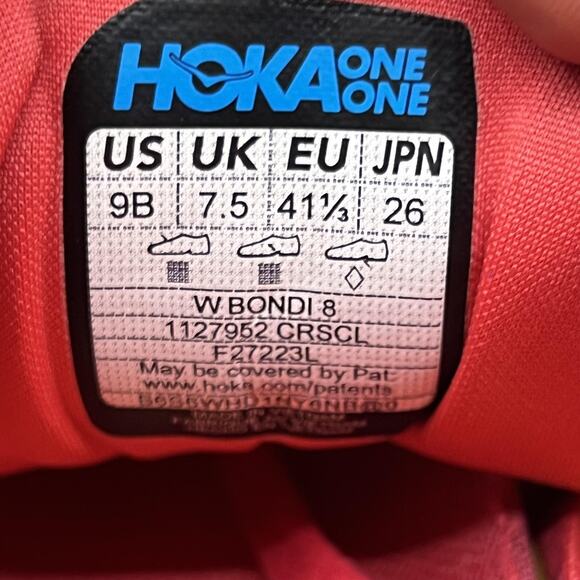 HOKA ONE ONE
US UK EU JPN
9B 7.5 41⅓ 26
W BONDI 8
1127952 CRSCL
F27223L
May be covered by Pat
www.hoka.com/patents